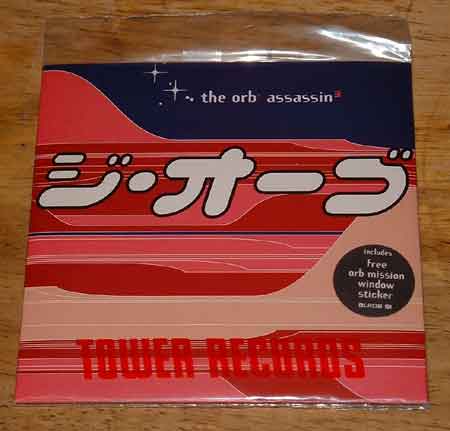 the orb assassin³
ジ・オーブ
includes
free
orb mission
window
sticker
TOWER RECORDS